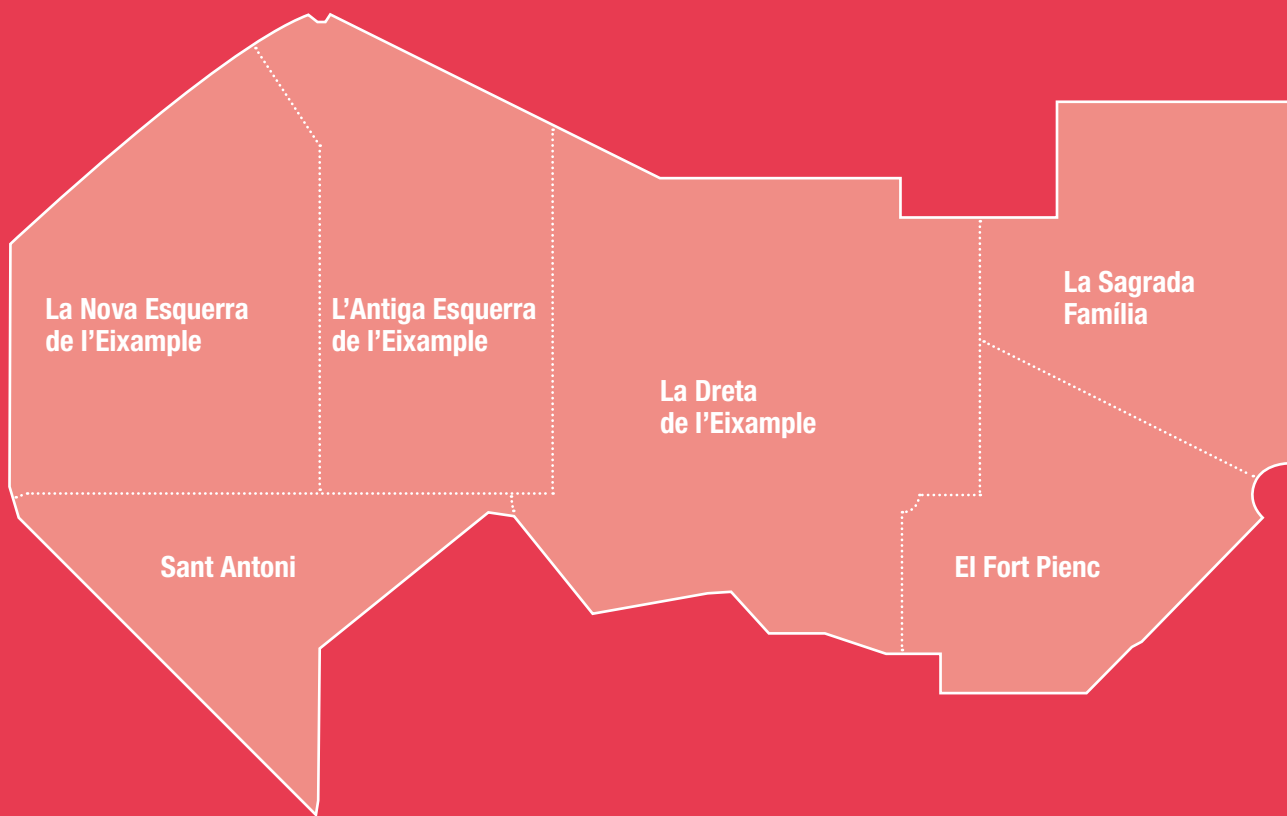 La Nova Esquerra
de l’Eixample
L’Antiga Esquerra
de l’Eixample
La Dreta
de l’Eixample
La Sagrada
Família
Sant Antoni
El Fort Pienc